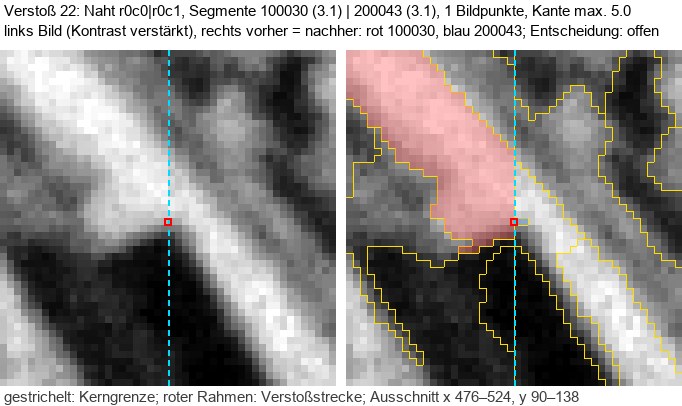 Verstoß 22: Naht r0c0|r0c1, Segmente 100030 (3.1) | 200043 (3.1), 1 Bildpunkte, Kante max. 5.0
links Bild (Kontrast verstärkt), rechts vorher = nachher: rot 100030, blau 200043; Entscheidung: offen
gestrichelt: Kerngrenze; roter Rahmen: Verstoßstrecke; Ausschnitt x 476–524, y 90–138